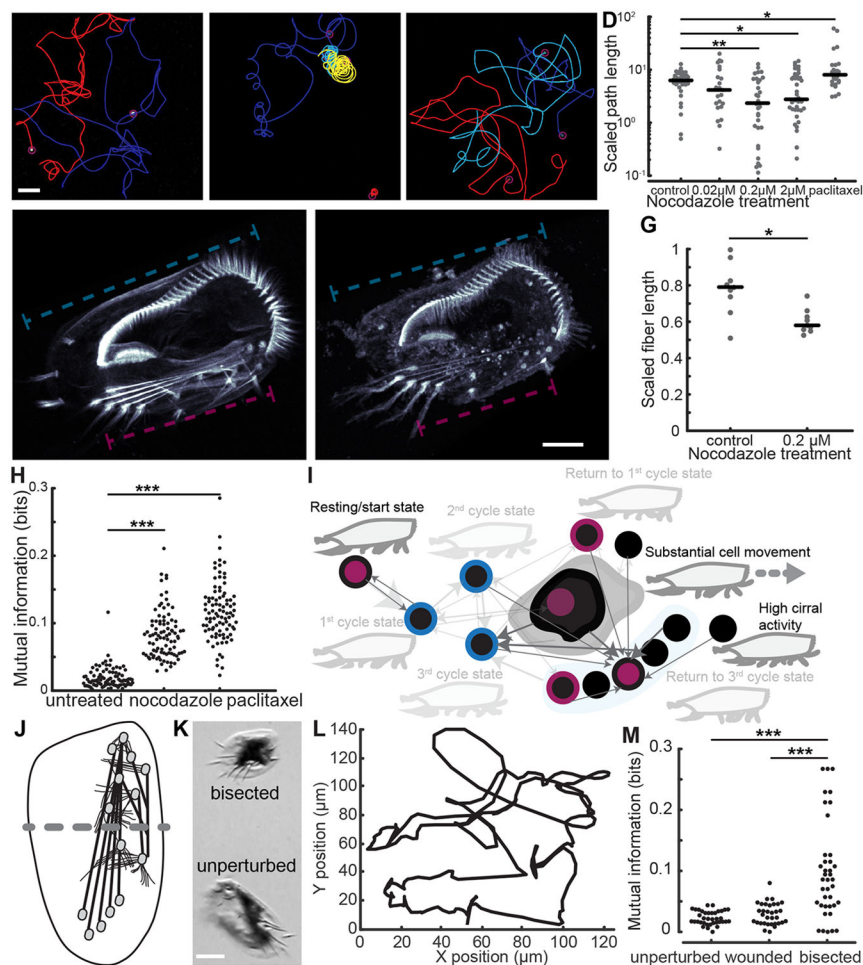 D
Scaled path length
10²
10¹
10⁰
10⁻¹
**
*
*
control 0.02µM 0.2µM 2µM paclitaxel
Nocodazole treatment
G
Scaled fiber length
1
0.8
0.6
0.4
0.2
0
*
control 0.2 µM
Nocodazole treatment
H
Mutual information (bits)
0.3
0.2
0.1
0
***
***
untreated nocodazole paclitaxel
I
Return to 1st cycle state
Resting/start state
2nd cycle state
Substantial cell movement
1st cycle state
High cirral
activity
3rd cycle state
Return to 3rd cycle state
J
K
bisected
unperturbed
L
Y position (µm)
140
120
100
80
60
40
20
0
0 20 40 60 80 100 120
X position (µm)
M
Mutual information (bits)
0.3
0.2
0.1
0
***
***
unperturbed wounded bisected